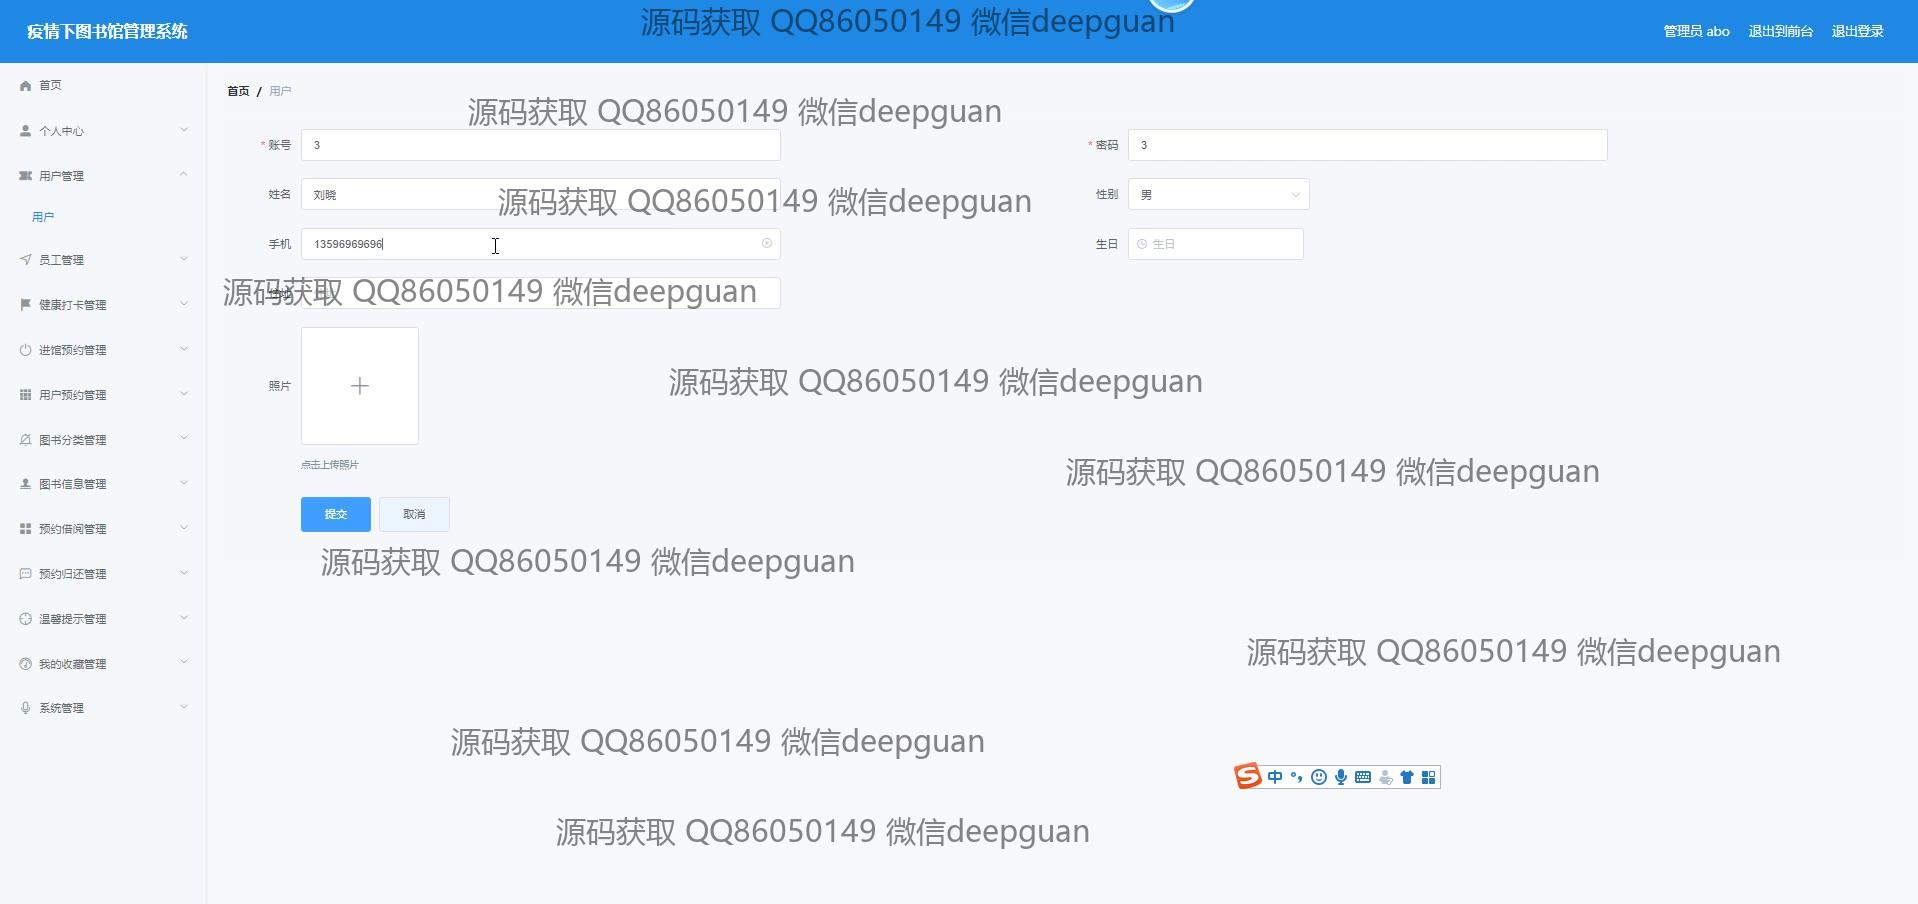 疫情下图书馆管理系统
源码获取 QQ86050149 微信deepguan
管理员 abo 退出到前台 退出登录
首页
个人中心
用户管理
用户
员工管理
健康打卡管理
进馆预约管理
用户预约管理
图书分类管理
图书信息管理
预约借阅管理
预约归还管理
温馨提示管理
我的收藏管理
系统管理
首页 / 用户
源码获取 QQ86050149 微信deepguan
* 账号 3
* 密码 3
姓名 刘晓
源码获取 QQ86050149 微信deepguan
性别 男
手机 13596969696
生日 生日
源码获取 QQ86050149 微信deepguan
照片
源码获取 QQ86050149 微信deepguan
点击上传照片
源码获取 QQ86050149 微信deepguan
提交 取消
源码获取 QQ86050149 微信deepguan
源码获取 QQ86050149 微信deepguan
源码获取 QQ86050149 微信deepguan
中
源码获取 QQ86050149 微信deepguan